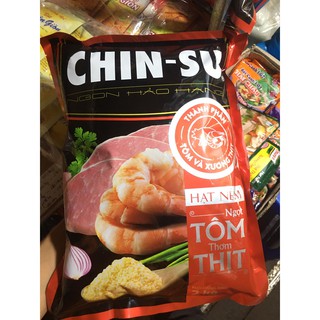 CHIN-SU
NGON HẢO HẠNG
THÀNH PHẦN
TÔM VÀ XƯƠNG
HẠT NÊM
Ngọt
TÔM
Thơm
THỊT